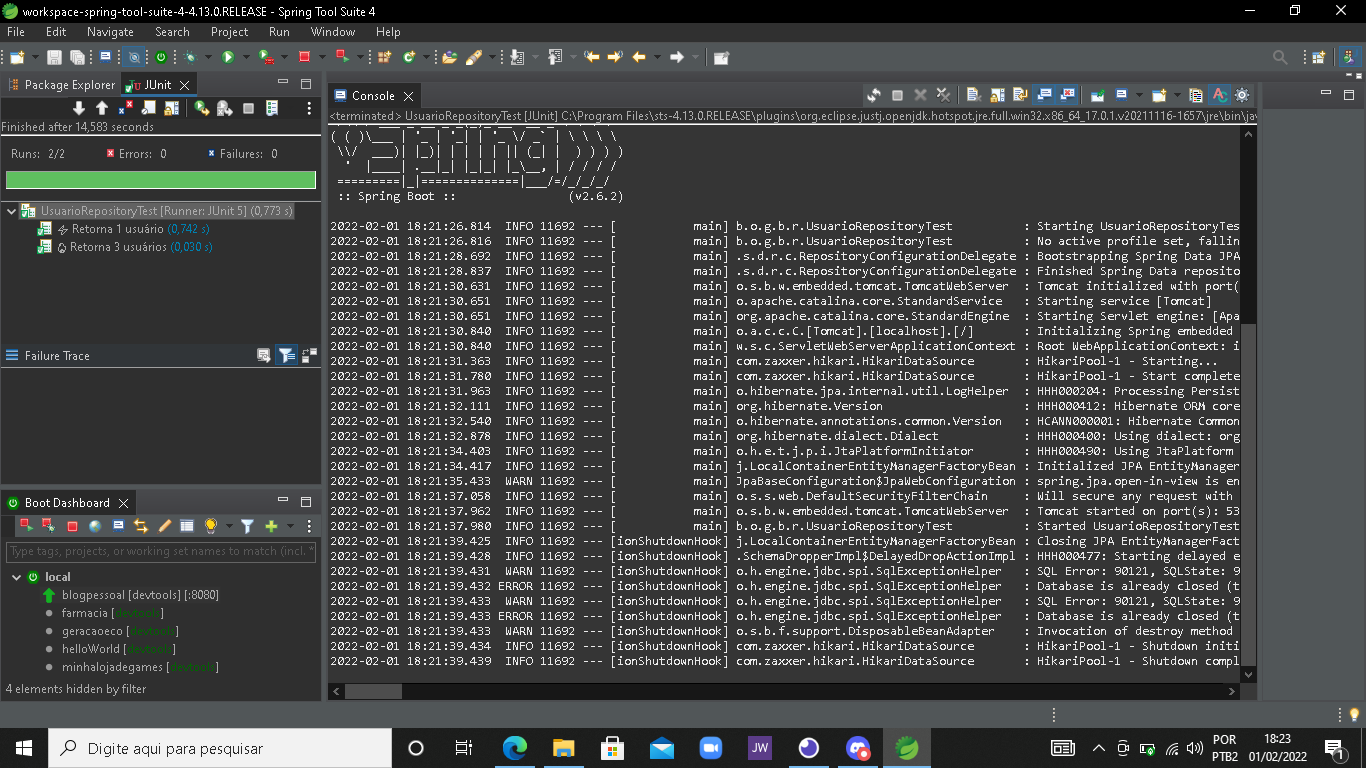 workspace-spring-tool-suite-4-4.13.0.RELEASE - Spring Tool Suite 4
File Edit Navigate Search Project Run Window Help
Package Explorer JUnit
Finished after 14,583 seconds
Runs: 2/2 Errors: 0 Failures: 0
UsuarioRepositoryTest [Runner: JUnit 5] (0,773 s)
Retorna 1 usuário (0,742 s)
Retorna 3 usuários (0,030 s)
Failure Trace
Boot Dashboard
Type tags, projects, or working set names to match (incl. *
local
blogpessoal [devtools] [:8080]
farmacia [devtools]
geracaoeco [devtools]
helloWorld [devtools]
minhalojadegames [devtools]
4 elements hidden by filter
Console
<terminated> UsuarioRepositoryTest [JUnit] C:\Program Files\sts-4.13.0.RELEASE\plugins\org.eclipse.justj.openjdk.hotspot.jre.full.win32.x86_64_17.0.1.v20211116-1657\jre\bin\jav
:: Spring Boot :: (v2.6.2)
2022-02-01 18:21:26.814 INFO 11692 --- [ main] b.o.g.b.r.UsuarioRepositoryTest : Starting UsuarioRepositoryTes
2022-02-01 18:21:26.816 INFO 11692 --- [ main] b.o.g.b.r.UsuarioRepositoryTest : No active profile set, fallin
2022-02-01 18:21:28.692 INFO 11692 --- [ main] .s.d.r.c.RepositoryConfigurationDelegate : Bootstrapping Spring Data JPA
2022-02-01 18:21:28.837 INFO 11692 --- [ main] .s.d.r.c.RepositoryConfigurationDelegate : Finished Spring Data reposito
2022-02-01 18:21:30.631 INFO 11692 --- [ main] o.s.b.w.embedded.tomcat.TomcatWebServer : Tomcat initialized with port(
2022-02-01 18:21:30.651 INFO 11692 --- [ main] o.apache.catalina.core.StandardService : Starting service [Tomcat]
2022-02-01 18:21:30.651 INFO 11692 --- [ main] org.apache.catalina.core.StandardEngine : Starting Servlet engine: [Apa
2022-02-01 18:21:30.840 INFO 11692 --- [ main] o.a.c.c.C.[Tomcat].[localhost].[/] : Initializing Spring embedded
2022-02-01 18:21:30.840 INFO 11692 --- [ main] w.s.c.ServletWebServerApplicationContext : Root WebApplicationContext: i
2022-02-01 18:21:31.363 INFO 11692 --- [ main] com.zaxxer.hikari.HikariDataSource : HikariPool-1 - Starting...
2022-02-01 18:21:31.780 INFO 11692 --- [ main] com.zaxxer.hikari.HikariDataSource : HikariPool-1 - Start complete
2022-02-01 18:21:31.963 INFO 11692 --- [ main] o.hibernate.jpa.internal.util.LogHelper : HHH000204: Processing Persist
2022-02-01 18:21:32.111 INFO 11692 --- [ main] org.hibernate.Version : HHH000412: Hibernate ORM core
2022-02-01 18:21:32.540 INFO 11692 --- [ main] o.hibernate.annotations.common.Version : HCANN000001: Hibernate Common
2022-02-01 18:21:32.878 INFO 11692 --- [ main] org.hibernate.dialect.Dialect : HHH000400: Using dialect: org
2022-02-01 18:21:34.403 INFO 11692 --- [ main] o.h.e.t.j.p.i.JtaPlatformInitiator : HHH000490: Using JtaPlatform
2022-02-01 18:21:34.417 INFO 11692 --- [ main] j.LocalContainerEntityManagerFactoryBean : Initialized JPA EntityManager
2022-02-01 18:21:35.433 WARN 11692 --- [ main] JpaBaseConfiguration$JpaWebConfiguration : spring.jpa.open-in-view is en
2022-02-01 18:21:37.058 INFO 11692 --- [ main] o.s.s.web.DefaultSecurityFilterChain : Will secure any request with
2022-02-01 18:21:37.962 INFO 11692 --- [ main] o.s.b.w.embedded.tomcat.TomcatWebServer : Tomcat started on port(s): 53
2022-02-01 18:21:37.980 INFO 11692 --- [ main] b.o.g.b.r.UsuarioRepositoryTest : Started UsuarioRepositoryTest
2022-02-01 18:21:39.425 INFO 11692 --- [ionShutdownHook] j.LocalContainerEntityManagerFactoryBean : Closing JPA EntityManagerFact
2022-02-01 18:21:39.428 INFO 11692 --- [ionShutdownHook] .SchemaDropperImpl$DelayedDropActionImpl : HHH000477: Starting delayed e
2022-02-01 18:21:39.431 WARN 11692 --- [ionShutdownHook] o.h.engine.jdbc.spi.SqlExceptionHelper : SQL Error: 90121, SQLState: 9
2022-02-01 18:21:39.432 ERROR 11692 --- [ionShutdownHook] o.h.engine.jdbc.spi.SqlExceptionHelper : Database is already closed (t
2022-02-01 18:21:39.433 WARN 11692 --- [ionShutdownHook] o.h.engine.jdbc.spi.SqlExceptionHelper : SQL Error: 90121, SQLState: 9
2022-02-01 18:21:39.433 ERROR 11692 --- [ionShutdownHook] o.h.engine.jdbc.spi.SqlExceptionHelper : Database is already closed (t
2022-02-01 18:21:39.433 WARN 11692 --- [ionShutdownHook] o.s.b.f.support.DisposableBeanAdapter : Invocation of destroy method
2022-02-01 18:21:39.434 INFO 11692 --- [ionShutdownHook] com.zaxxer.hikari.HikariDataSource : HikariPool-1 - Shutdown initi
2022-02-01 18:21:39.439 INFO 11692 --- [ionShutdownHook] com.zaxxer.hikari.HikariDataSource : HikariPool-1 - Shutdown compl
Digite aqui para pesquisar
JW
POR
PTB2
18:23
01/02/2022
1